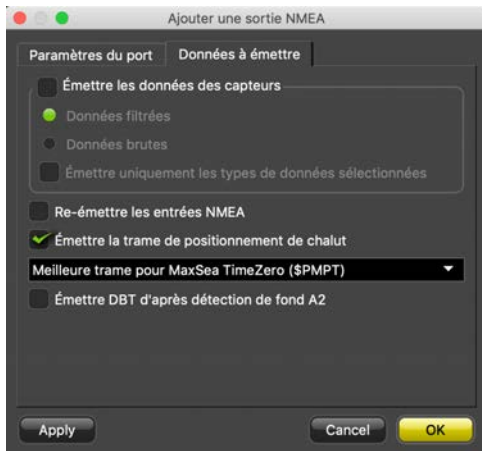 Ajouter une sortie NMEA
Paramètres du port
Données à émettre
Émettre les données des capteurs
Données filtrées
Données brutes
Émettre uniquement les types de données sélectionnées
Re-émettre les entrées NMEA
Émettre la trame de positionnement de chalut
Meilleure trame pour MaxSea TimeZero ($PMPT)
Émettre DBT d'après détection de fond A2
Apply
Cancel
OK